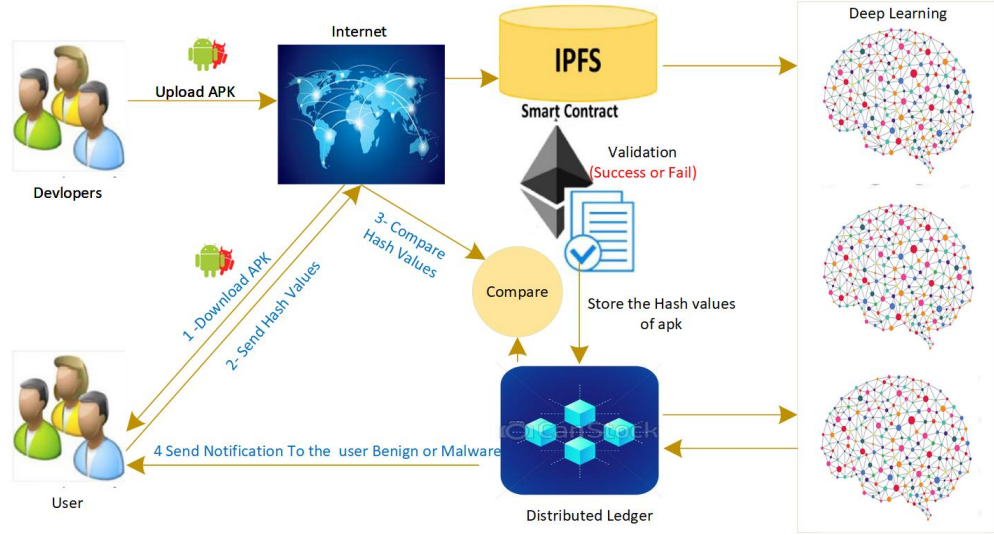 Deep Learning
Internet
IPFS
Upload APK
Smart Contract
Validation
(Success or Fail)
Devlopers
3- Compare
Hash Values
1 -Download APK
2- Send Hash Values
Compare
Store the Hash values
of apk
CanStock
4 Send Notification To the user Benign or Malware
User
Distributed Ledger